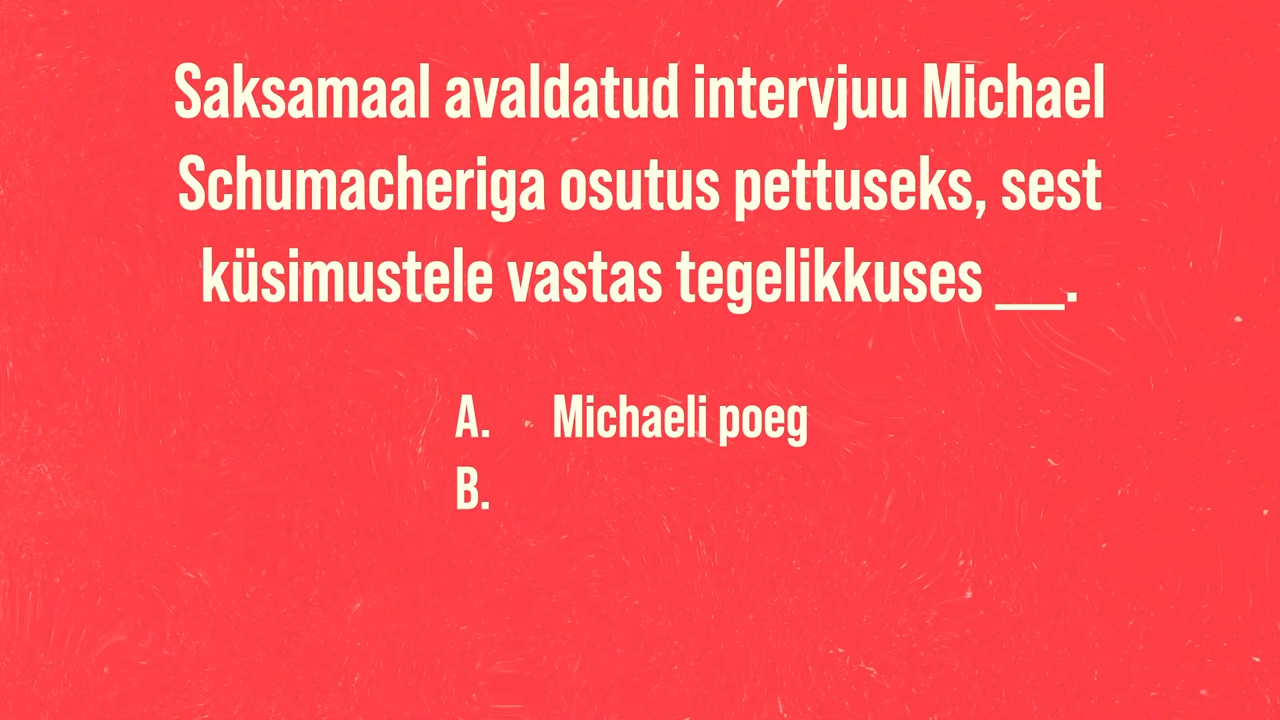 Saksamaal avaldatud intervjuu Michael
Schumacheriga osutus pettuseks, sest
küsimustele vastas tegelikkuses __.
A. Michaeli poeg
B.